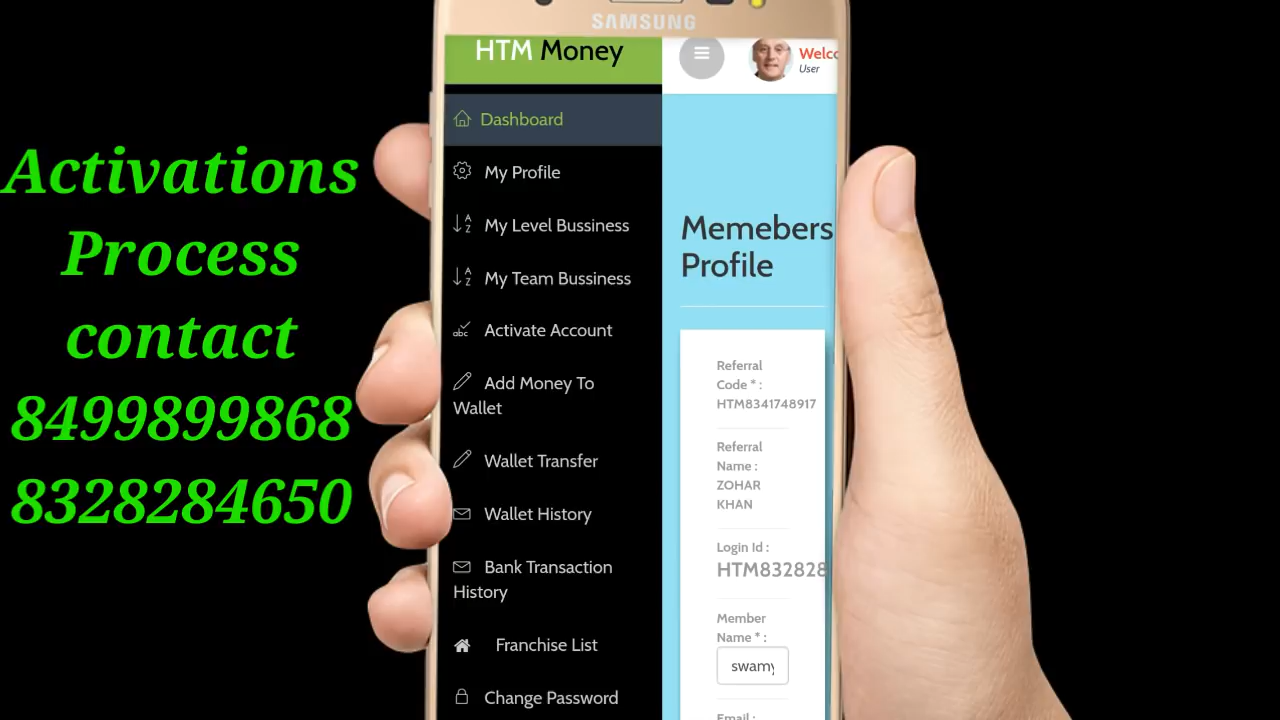 Activations
Process
contact
8499899868
8328284650
SAMSUNG
HTM Money
Dashboard
My Profile
My Level Bussiness
My Team Bussiness
Activate Account
Add Money To
Wallet
Wallet Transfer
Wallet History
Bank Transaction
History
Franchise List
Change Password
Welco
User
Memebers
Profile
Referral
Code * :
HTM8341748917
Referral
Name :
ZOHAR
KHAN
Login Id :
HTM832828
Member
Name * :
swamy
Email :